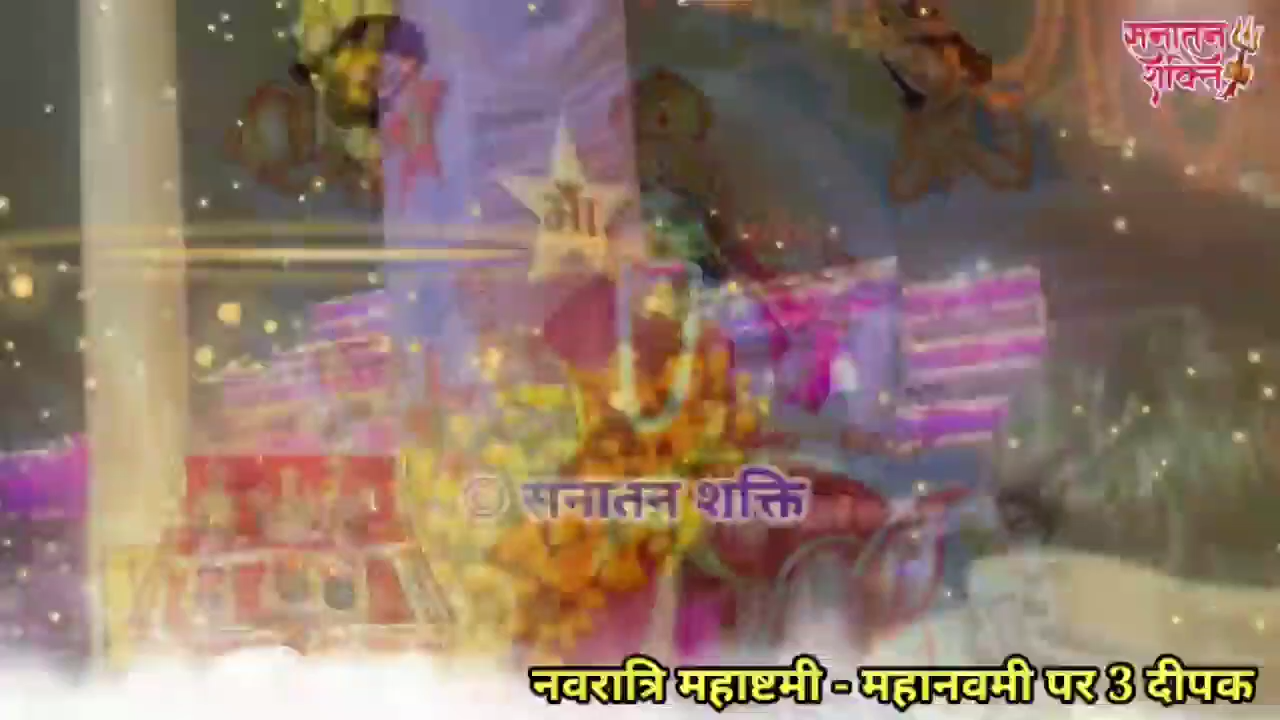 सनातन
शक्ति
माँ
© सनातन शक्ति
नवरात्रि महाष्टमी - महानवमी पर 3 दीपक